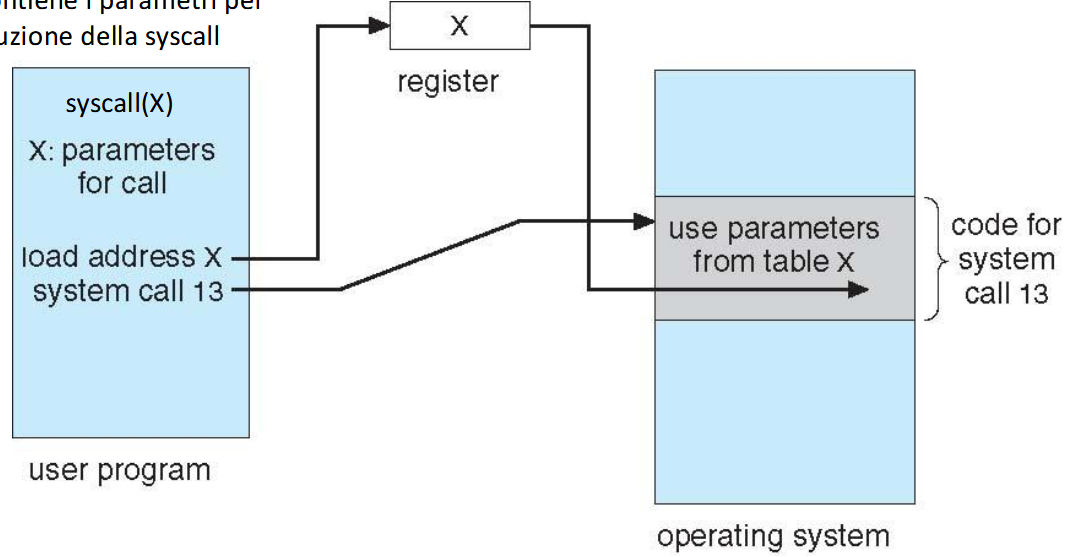 contiene i parametri per
uzione della syscall
X
register
syscall(X)
X: parameters
for call
load address X
system call 13
user program
use parameters
from table X
code for
system
call 13
operating system